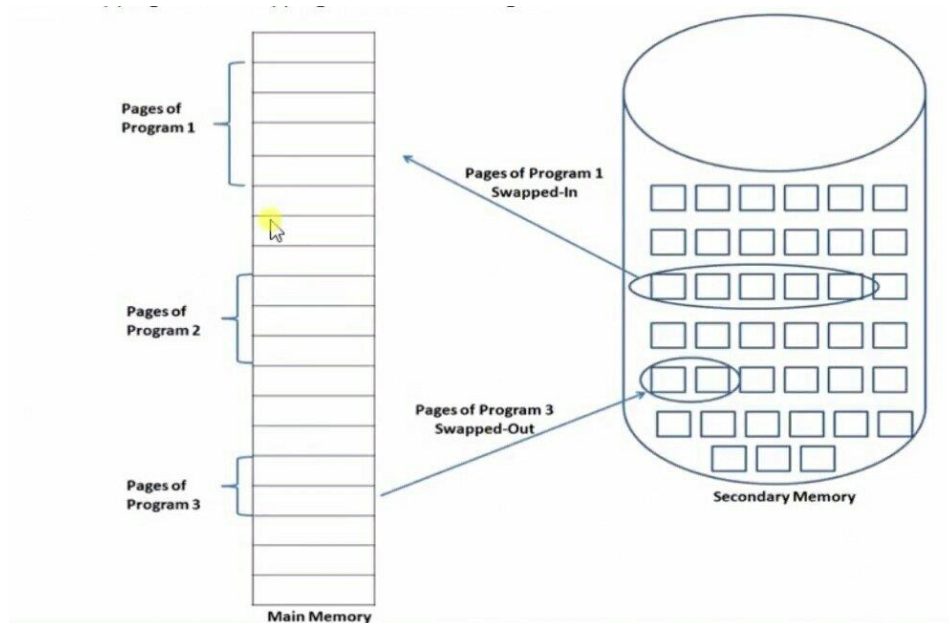 Pages of
Program 1
Pages of Program 1
Swapped-In
Pages of
Program 2
Pages of Program 3
Swapped-Out
Pages of
Program 3
Secondary Memory
Main Memory